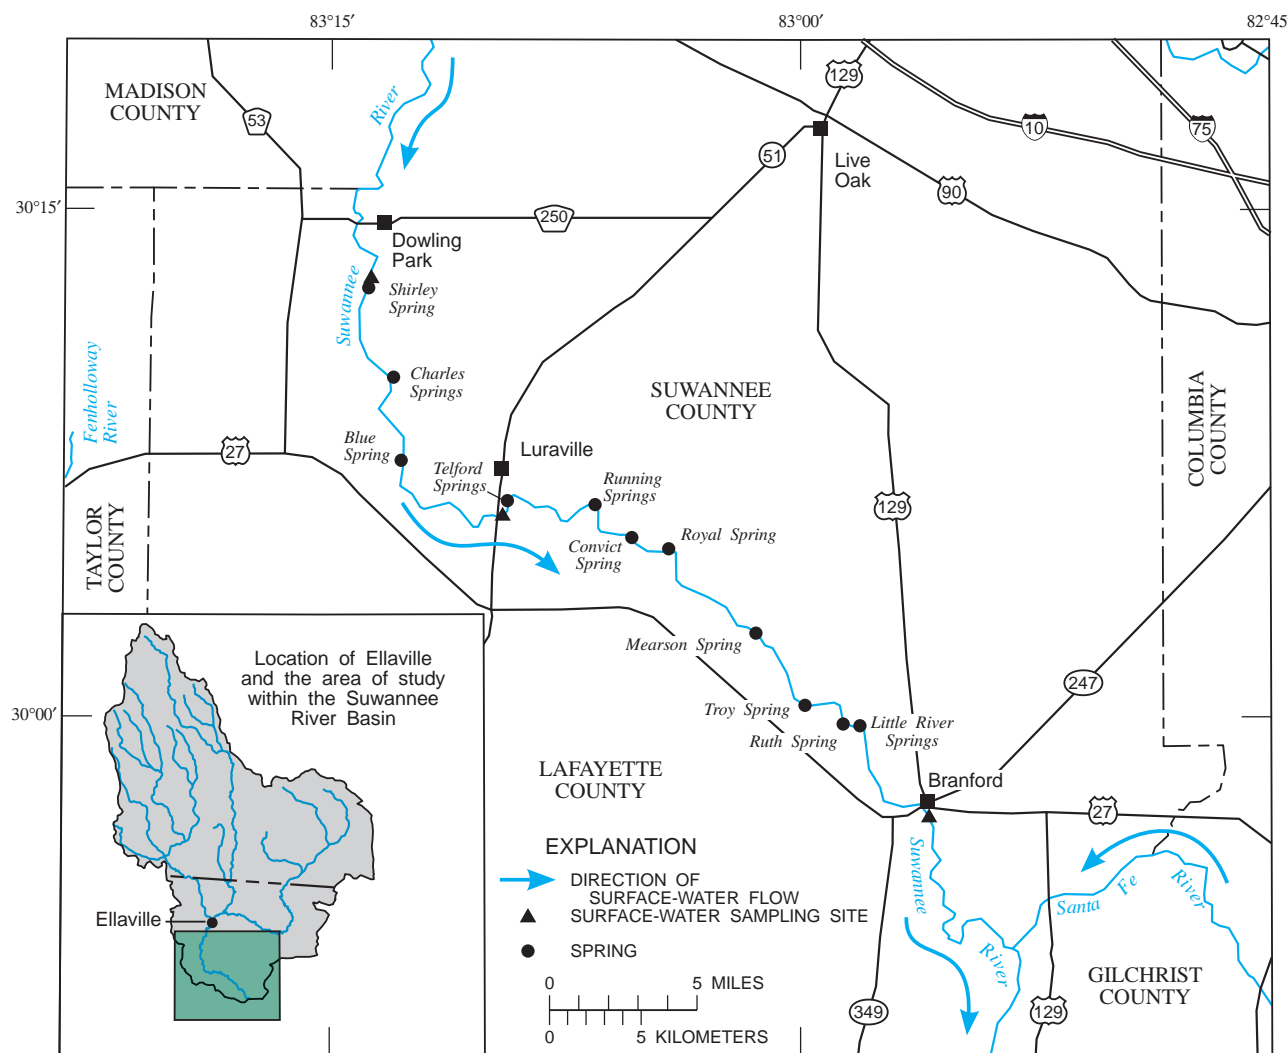 83°15′
83°00′
82°45′
MADISON
COUNTY
53
River
129
10
75
51
Live
Oak
90
30°15′
250
Dowling
Park
Suwannee
Shirley
Spring
Fenholloway
River
Charles
Springs
SUWANNEE
COUNTY
COLUMBIA
COUNTY
27
Blue
Spring
Luraville
Telford
Springs
Running
Springs
129
TAYLOR
COUNTY
Convict
Spring
Royal Spring
Mearson Spring
247
30°00′
Troy Spring
Ruth Spring
Little River
Springs
Location of Ellaville
and the area of study
within the Suwannee
River Basin
Ellaville
LAFAYETTE
COUNTY
Branford
27
EXPLANATION
DIRECTION OF
SURFACE-WATER FLOW
SURFACE-WATER SAMPLING SITE
SPRING
0 5 MILES
0 5 KILOMETERS
Suwannee
River
Santa Fe River
GILCHRIST
COUNTY
349
129